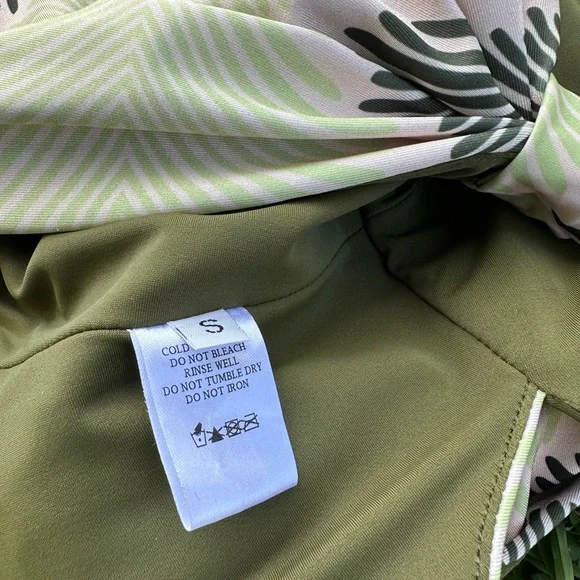 S
COLD
DO NOT BLEACH
RINSE WELL
DO NOT TUMBLE DRY
DO NOT IRON